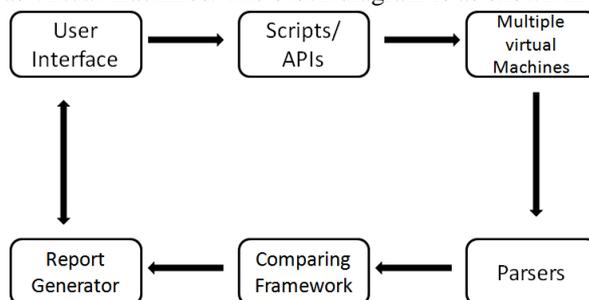 User
Interface
Scripts/
APIs
Multiple
virtual
Machines
Report
Generator
Comparing
Framework
Parsers